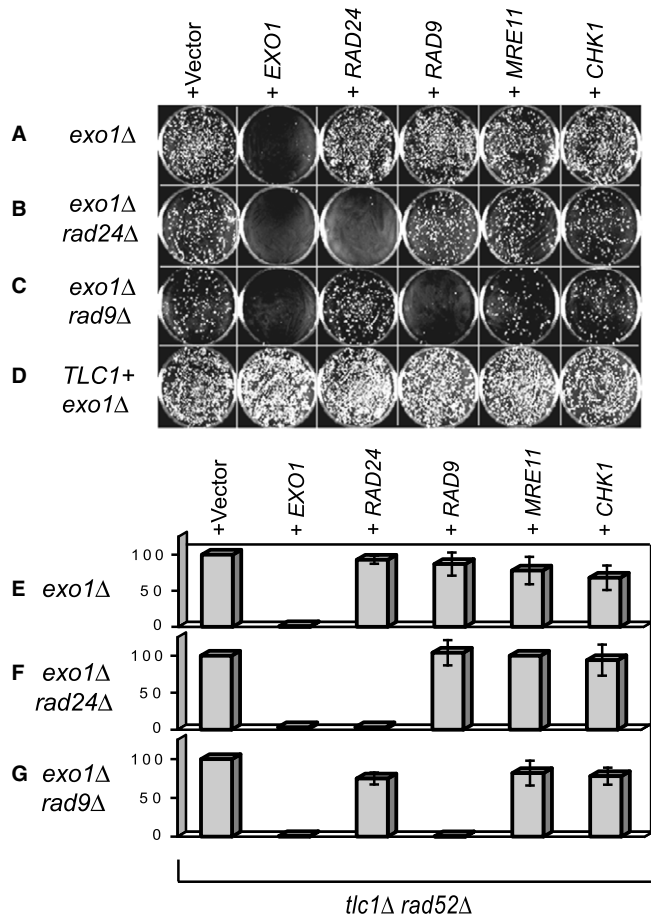 +Vector
+ EXO1
+ RAD24
+ RAD9
+ MRE11
+ CHK1
A exo1Δ
B exo1Δ
rad24Δ
C exo1Δ
rad9Δ
D TLC1+
exo1Δ
+Vector
+ EXO1
+ RAD24
+ RAD9
+ MRE11
+ CHK1
100
50
0
E exo1Δ
100
50
0
F exo1Δ
rad24Δ
100
50
0
G exo1Δ
rad9Δ
tlc1Δ rad52Δ